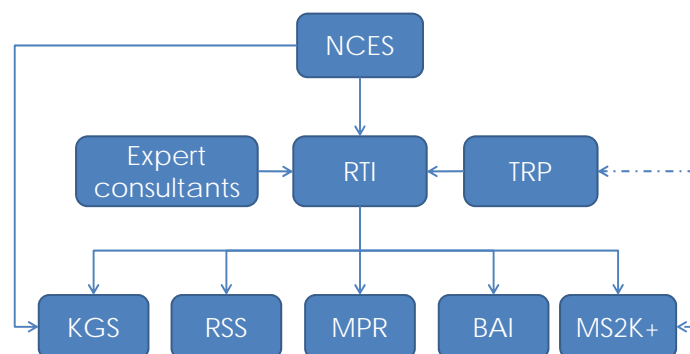 NCES
Expert
consultants
RTI
TRP
KGS
RSS
MPR
BAI
MS2K+